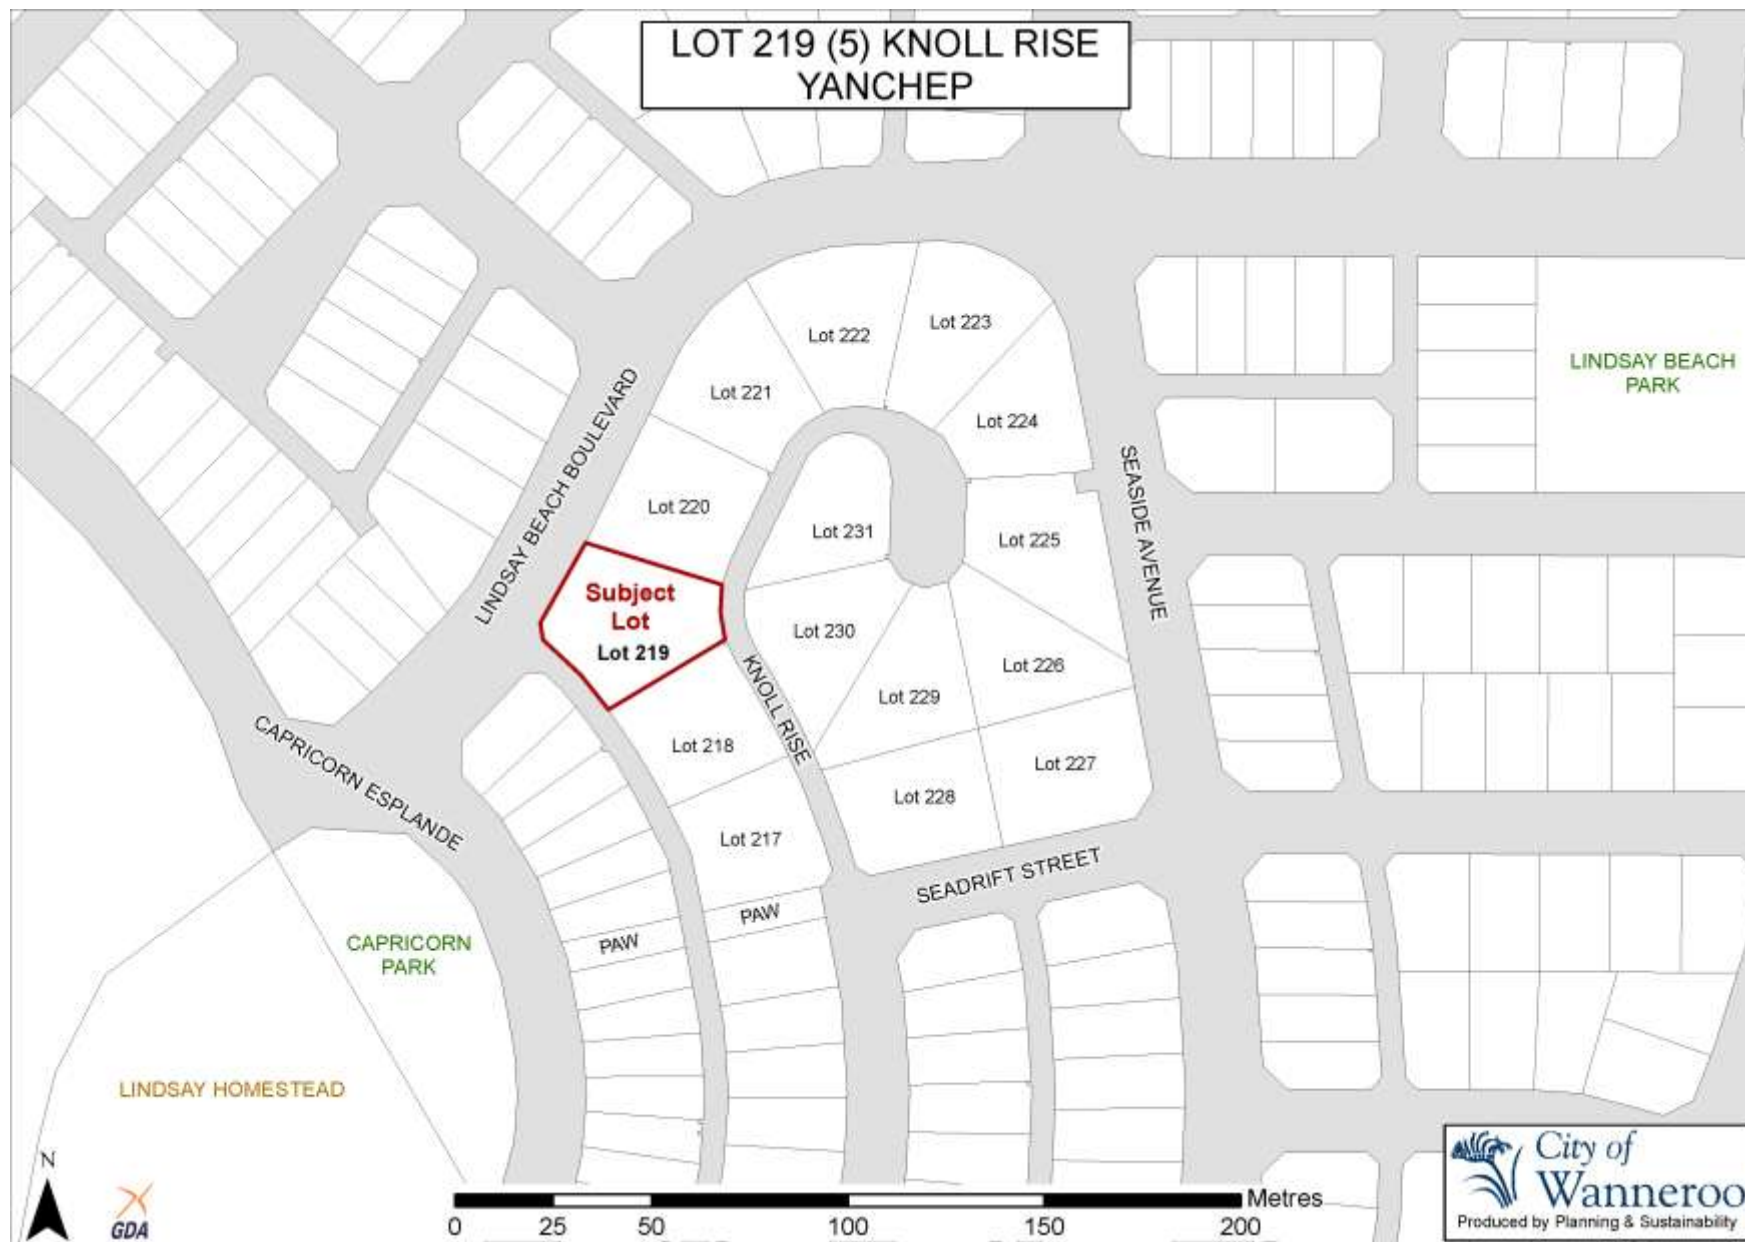 LOT 219 (5) KNOLL RISE
YANCHEP
Lot 222
Lot 223
LINDSAY BEACH
PARK
Lot 221
Lot 224
LINDSAY BEACH BOULEVARD
SEASIDE AVENUE
Lot 220
Lot 231
Lot 225
Subject
Lot
Lot 219
Lot 230
KNOLL RISE
Lot 226
Lot 229
Lot 218
Lot 227
CAPRICORN ESPLANDE
Lot 228
Lot 217
SEADRIFT STREET
PAW
PAW
CAPRICORN
PARK
LINDSAY HOMESTEAD
N
GDA
0 25 50 100 150 200
Metres
City of
Wanneroo
Produced by Planning & Sustainability